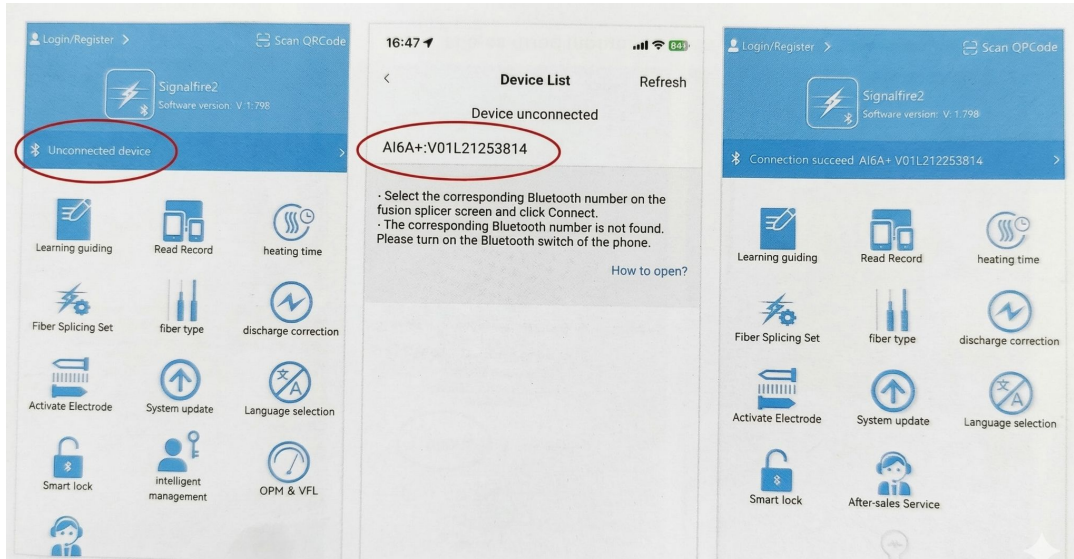 Login/Register >
Scan QRCode
Signalfire2
Software version: V:1:798
Unconnected device >
Learning guiding
Read Record
heating time
Fiber Splicing Set
fiber type
discharge correction
Activate Electrode
System update
Language selection
Smart lock
intelligent
management
OPM & VFL
16:47
84
< Device List Refresh
Device unconnected
AI6A+:V01L21253814
· Select the corresponding Bluetooth number on the
fusion splicer screen and click Connect.
· The corresponding Bluetooth number is not found.
Please turn on the Bluetooth switch of the phone.
How to open?
Login/Register >
Scan QPCode
Signalfire2
Software version: V 1.798
Connection succeed AI6A+ V01L212253814 >
Learning guiding
Read Record
heating time
Fiber Splicing Set
fiber type
discharge correction
Activate Electrode
System update
Language selection
Smart lock
After-sales Service